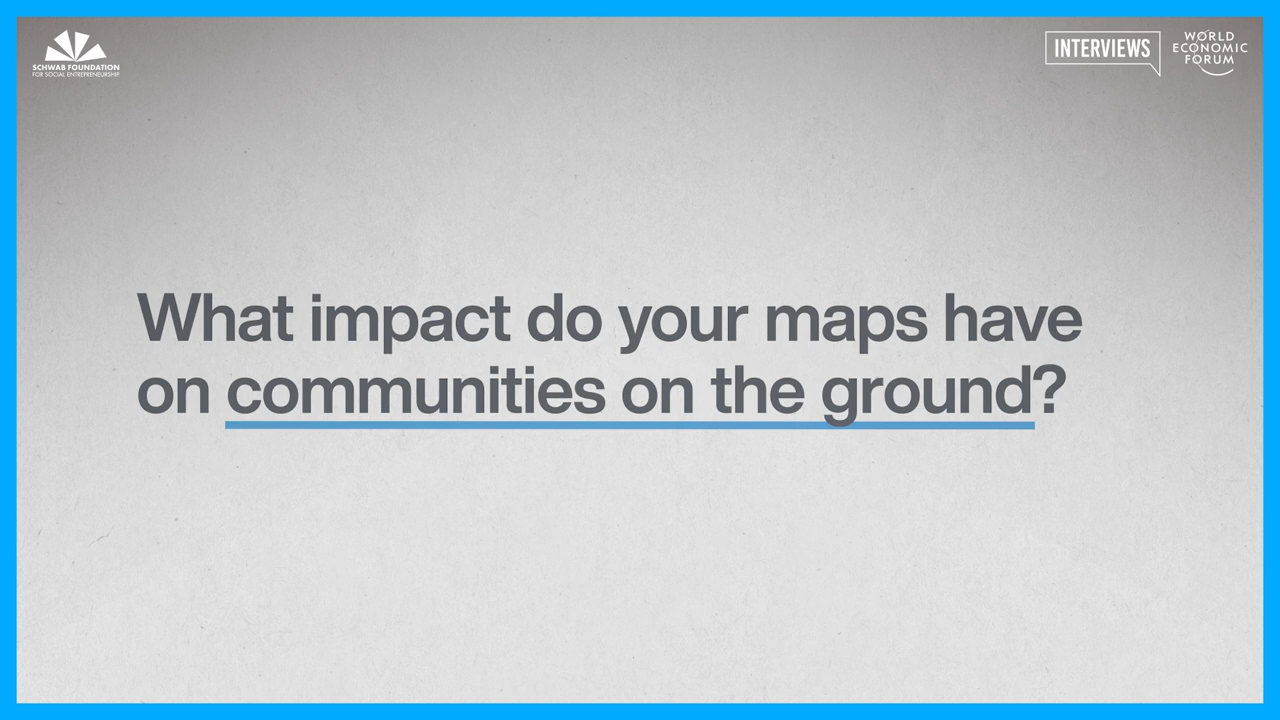 SCHWAB FOUNDATION
FOR SOCIAL ENTREPRENEURSHIP
INTERVIEWS
WORLD
ECONOMIC
FORUM
What impact do your maps have
on communities on the ground?